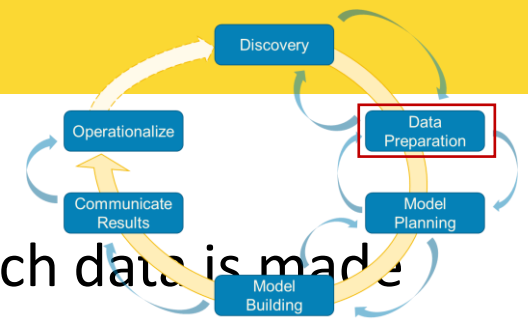 Discovery
Data
Preparation
Model
Planning
Model
Building
Communicate
Results
Operationalize
ch data is made